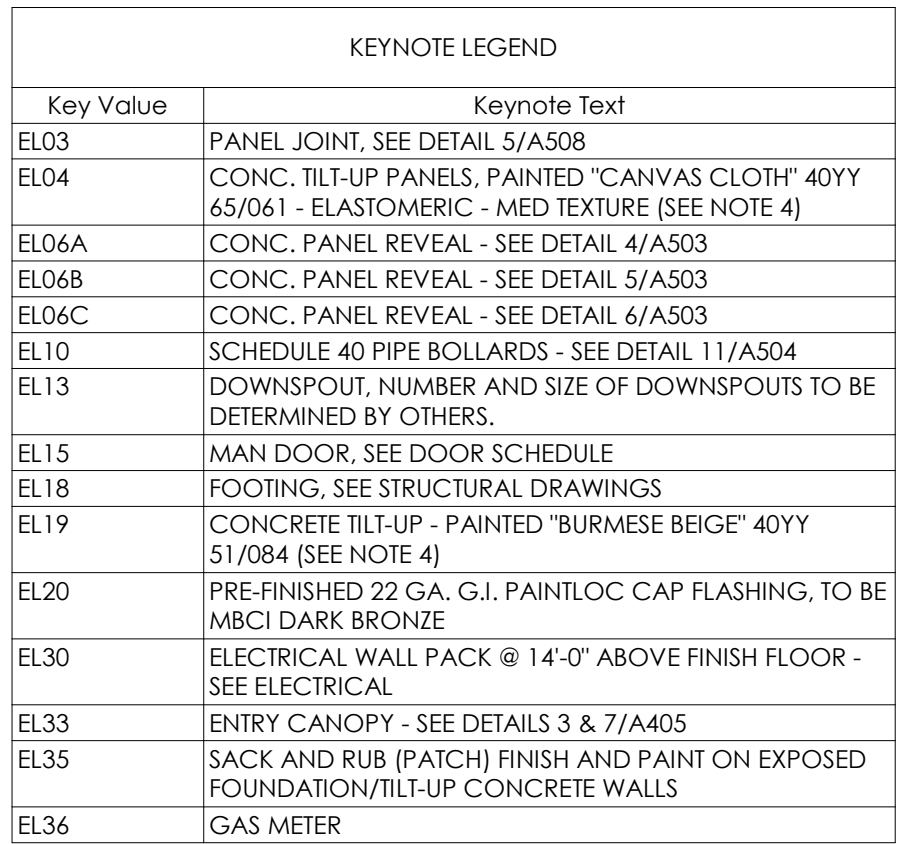 KEYNOTE LEGEND
Key Value Keynote Text
EL03 PANEL JOINT, SEE DETAIL 5/A508
EL04 CONC. TILT-UP PANELS, PAINTED "CANVAS CLOTH" 40YY
65/061 - ELASTOMERIC - MED TEXTURE (SEE NOTE 4)
EL06A CONC. PANEL REVEAL - SEE DETAIL 4/A503
EL06B CONC. PANEL REVEAL - SEE DETAIL 5/A503
EL06C CONC. PANEL REVEAL - SEE DETAIL 6/A503
EL10 SCHEDULE 40 PIPE BOLLARDS - SEE DETAIL 11/A504
EL13 DOWNSPOUT, NUMBER AND SIZE OF DOWNSPOUTS TO BE
DETERMINED BY OTHERS.
EL15 MAN DOOR, SEE DOOR SCHEDULE
EL18 FOOTING, SEE STRUCTURAL DRAWINGS
EL19 CONCRETE TILT-UP - PAINTED "BURMESE BEIGE" 40YY
51/084 (SEE NOTE 4)
EL20 PRE-FINISHED 22 GA. G.I. PAINTLOC CAP FLASHING, TO BE
MBCI DARK BRONZE
EL30 ELECTRICAL WALL PACK @ 14'-0" ABOVE FINISH FLOOR -
SEE ELECTRICAL
EL33 ENTRY CANOPY - SEE DETAILS 3 & 7/A405
EL35 SACK AND RUB (PATCH) FINISH AND PAINT ON EXPOSED
FOUNDATION/TILT-UP CONCRETE WALLS
EL36 GAS METER